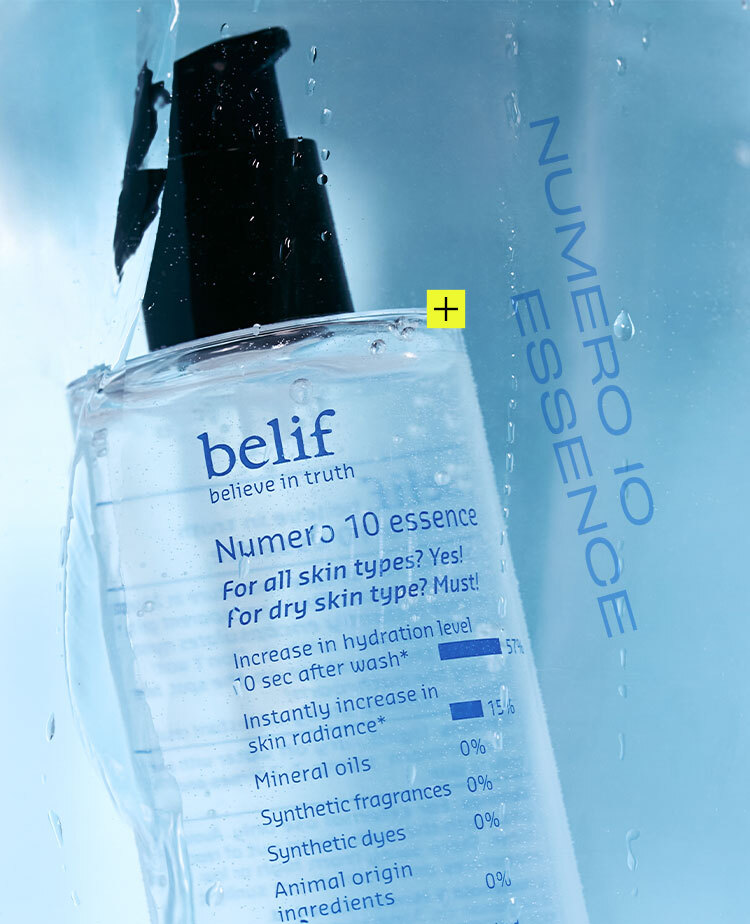 NUMERO 10
ESSENCE
belif
believe in truth
Numero 10 essence
For all skin types? Yes!
for dry skin type? Must!
Increase in hydration level
10 sec after wash* 57%
Instantly increase in
skin radiance* 15%
Mineral oils 0%
Synthetic fragrances 0%
Synthetic dyes 0%
Animal origin
ingredients 0%